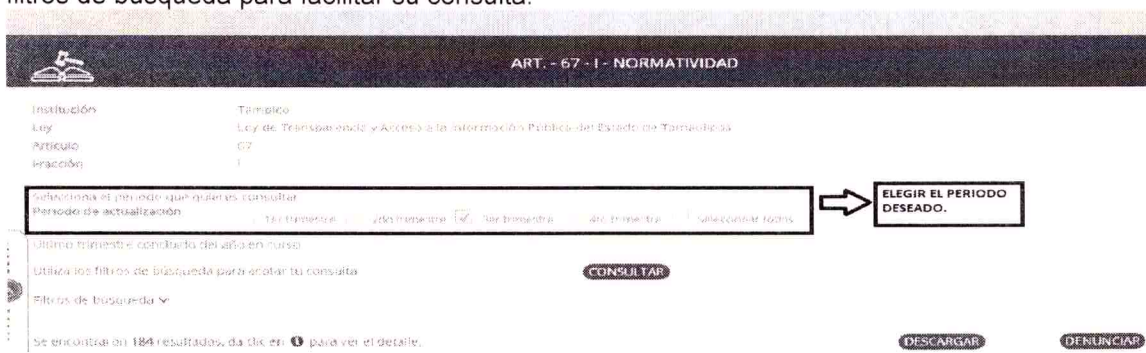 filtros de búsqueda para facilitar su consulta.
ART. - 67 - I - NORMATIVIDAD
Institución Tampico
Ley Ley de Transparencia y Acceso a la Información Pública del Estado de Tamaulipas
Artículo 67
Fracción I
Selecciona el periodo que quieres consultar
Periodo de actualización 1er trimestre 2do trimestre 3er trimestre 4to trimestre Seleccionar todos
ELEGIR EL PERIODO
DESEADO.
Último trimestre concluido del año en curso
Utiliza los filtros de búsqueda para acotar tu consulta CONSULTAR
Filtros de búsqueda
Se encontraron 184 resultados, da clic en para ver el detalle. DESCARGAR DENUNCIAR